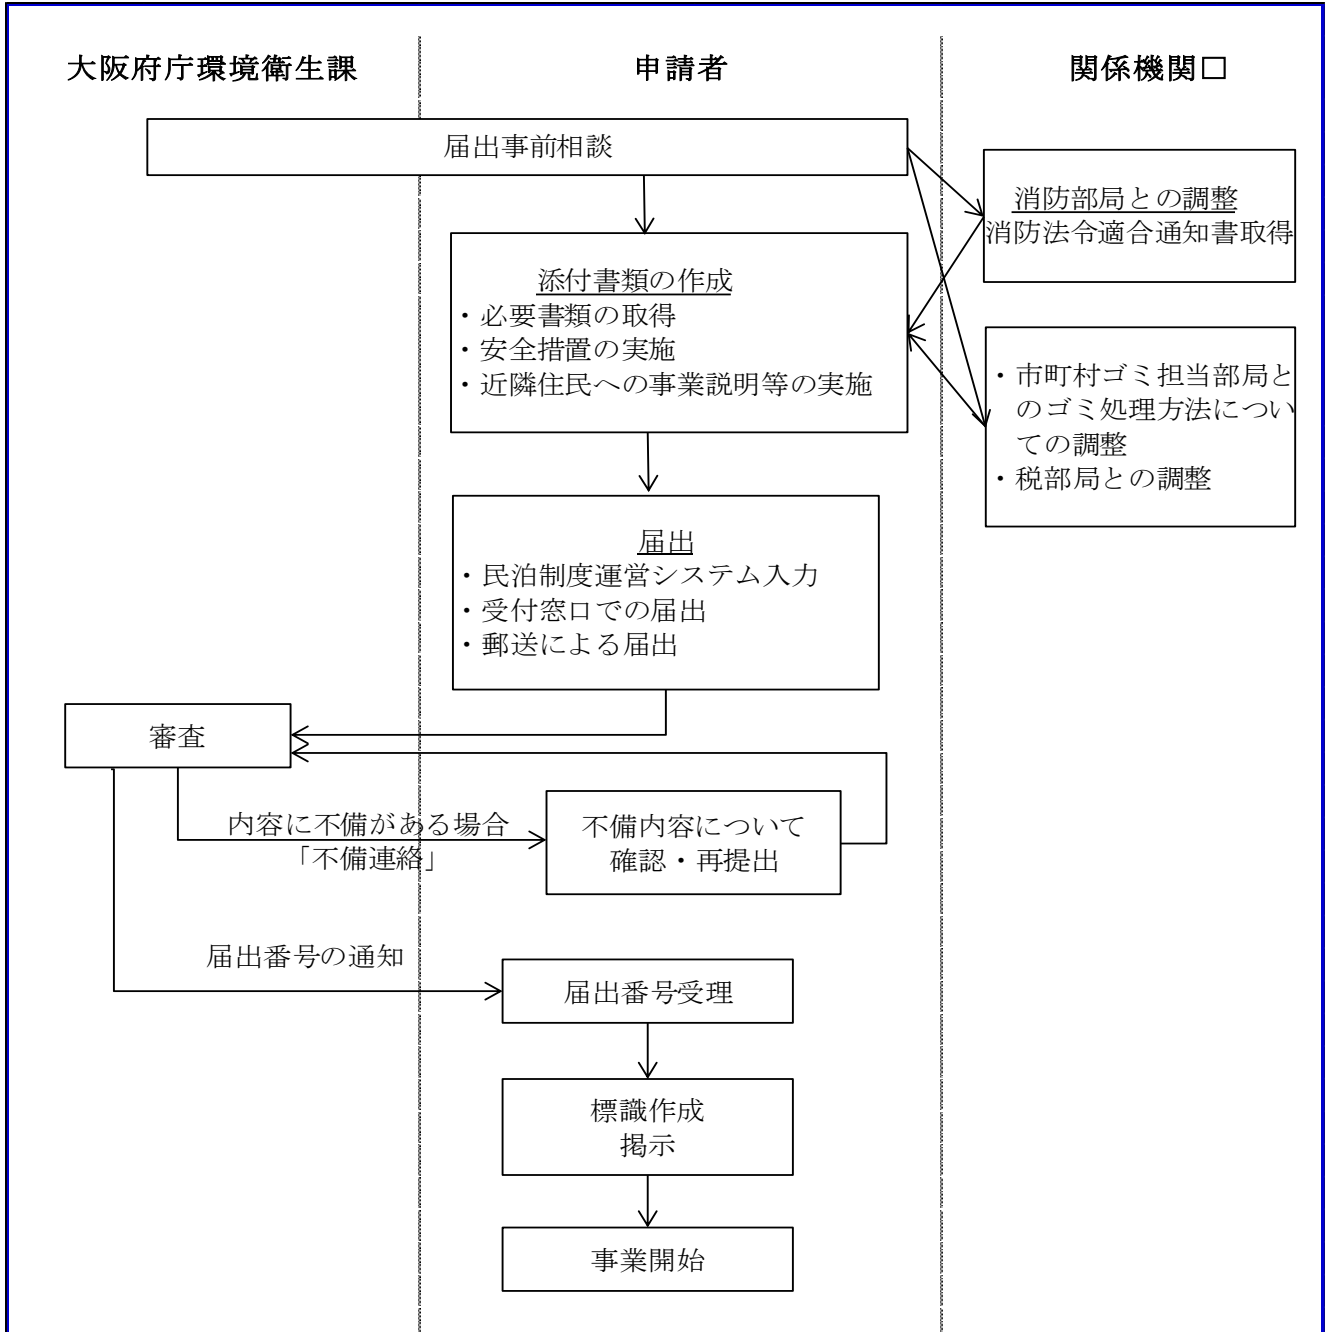 大阪府庁環境衛生課
申請者
関係機関□
届出事前相談
消防部局との調整
消防法令適合通知書取得
添付書類の作成
・必要書類の取得
・安全措置の実施
・近隣住民への事業説明等の実施
・市町村ゴミ担当部局と
のゴミ処理方法につい
ての調整
・税部局との調整
届出
・民泊制度運営システム入力
・受付窓口での届出
・郵送による届出
審査
内容に不備がある場合
「不備連絡」
不備内容について
確認・再提出
届出番号の通知
届出番号受理
標識作成
掲示
事業開始